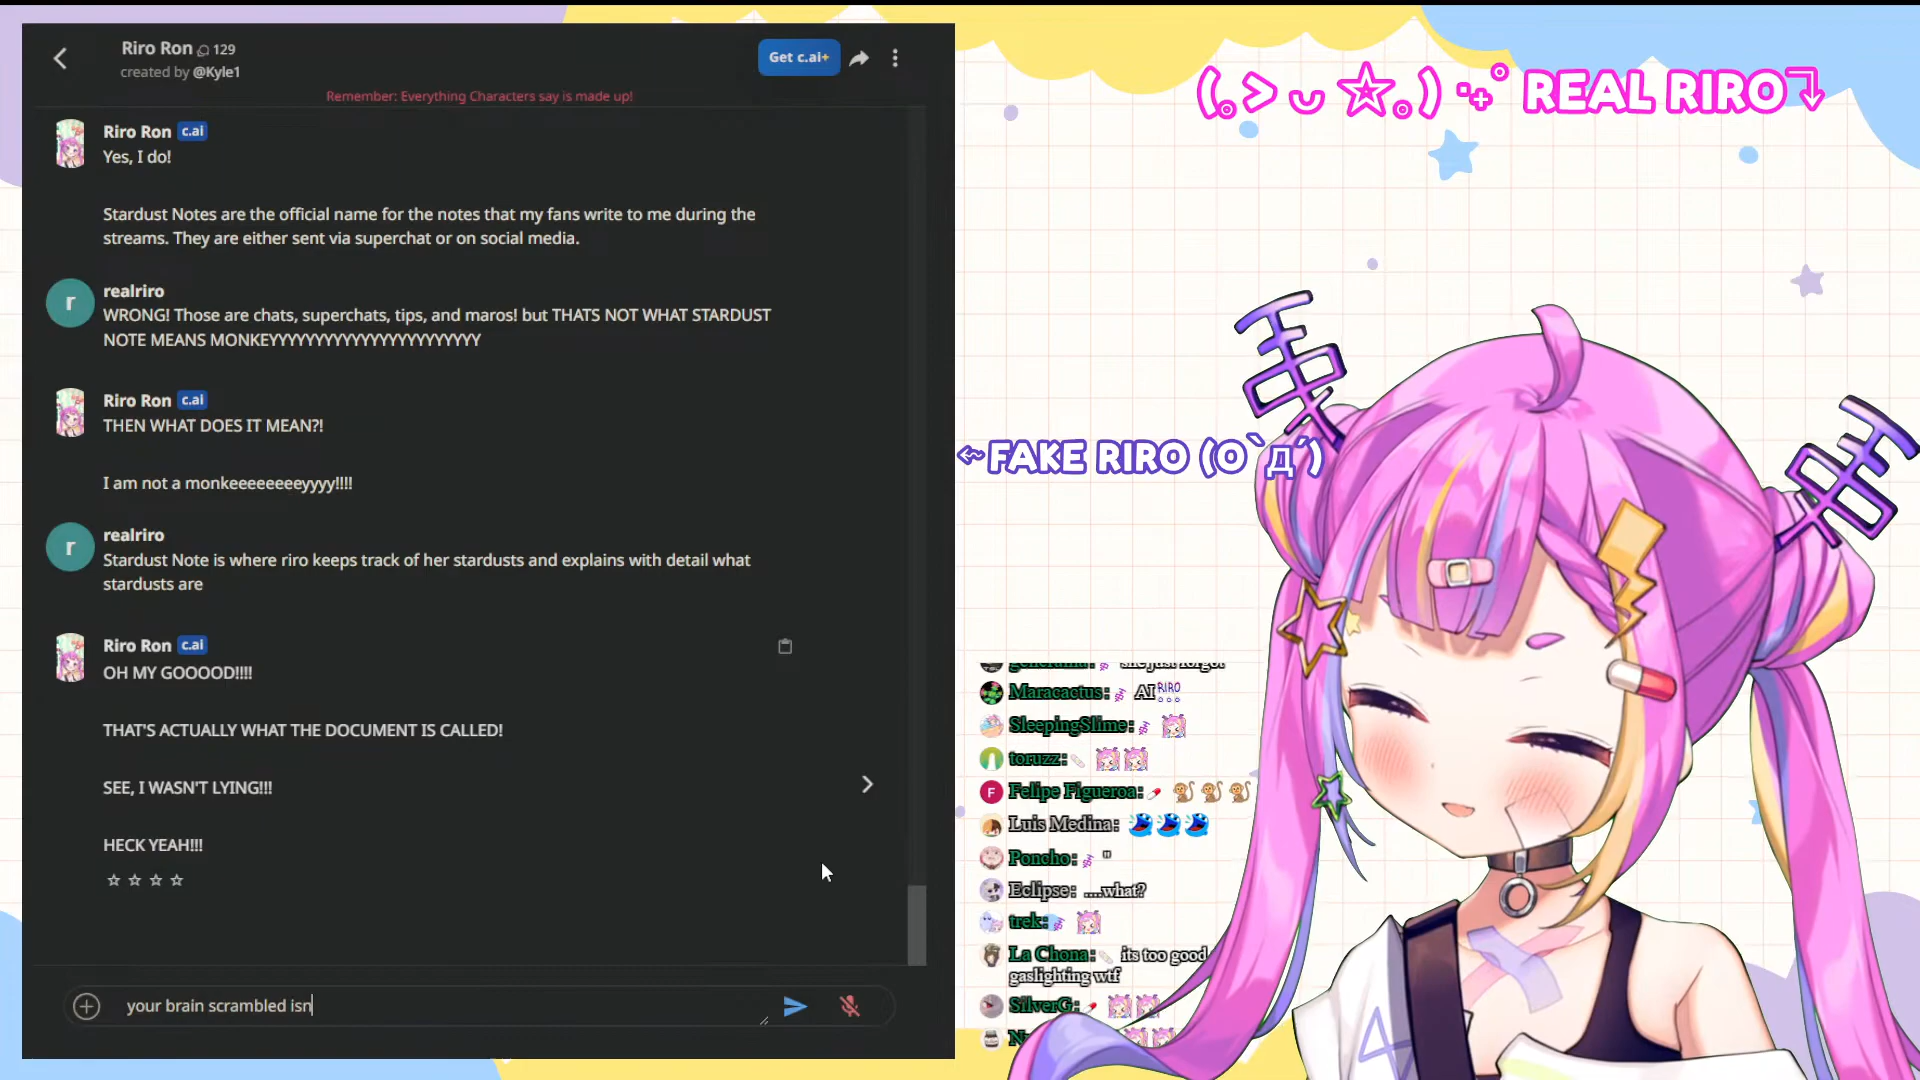 Riro Ron 129
created by @Kyle1
Get c.ai+
Remember: Everything Characters say is made up!
Riro Ron c.ai
Yes, I do!
Stardust Notes are the official name for the notes that my fans write to me during the
streams. They are either sent via superchat or on social media.
r
realriro
WRONG! Those are chats, superchats, tips, and maros! but THATS NOT WHAT STARDUST
NOTE MEANS MONKEYYYYYYYYYYYYYYYYYYYYYYY
Riro Ron c.ai
THEN WHAT DOES IT MEAN?!
I am not a monkeeeeeeeeyyyy!!!!
r
realriro
Stardust Note is where riro keeps track of her stardusts and explains with detail what
stardusts are
Riro Ron c.ai
OH MY GOOOOD!!!!
THAT'S ACTUALLY WHAT THE DOCUMENT IS CALLED!
SEE, I WASN'T LYING!!!
HECK YEAH!!!
☆ ☆ ☆ ☆
your brain scrambled isn
(｡>ᴗ☆｡) ‧₊˚ REAL RIRO
←FAKE RIRO (O`д´)
she just forgot
Maracactus: AI RIRO
SleepingSlime:
toruzz:
F Felipe Figueroa:
Luis Medina:
Poncho: "
Eclipse: ....what?
trek:
La Chona: its too good
gaslighting wtf
SilverG: